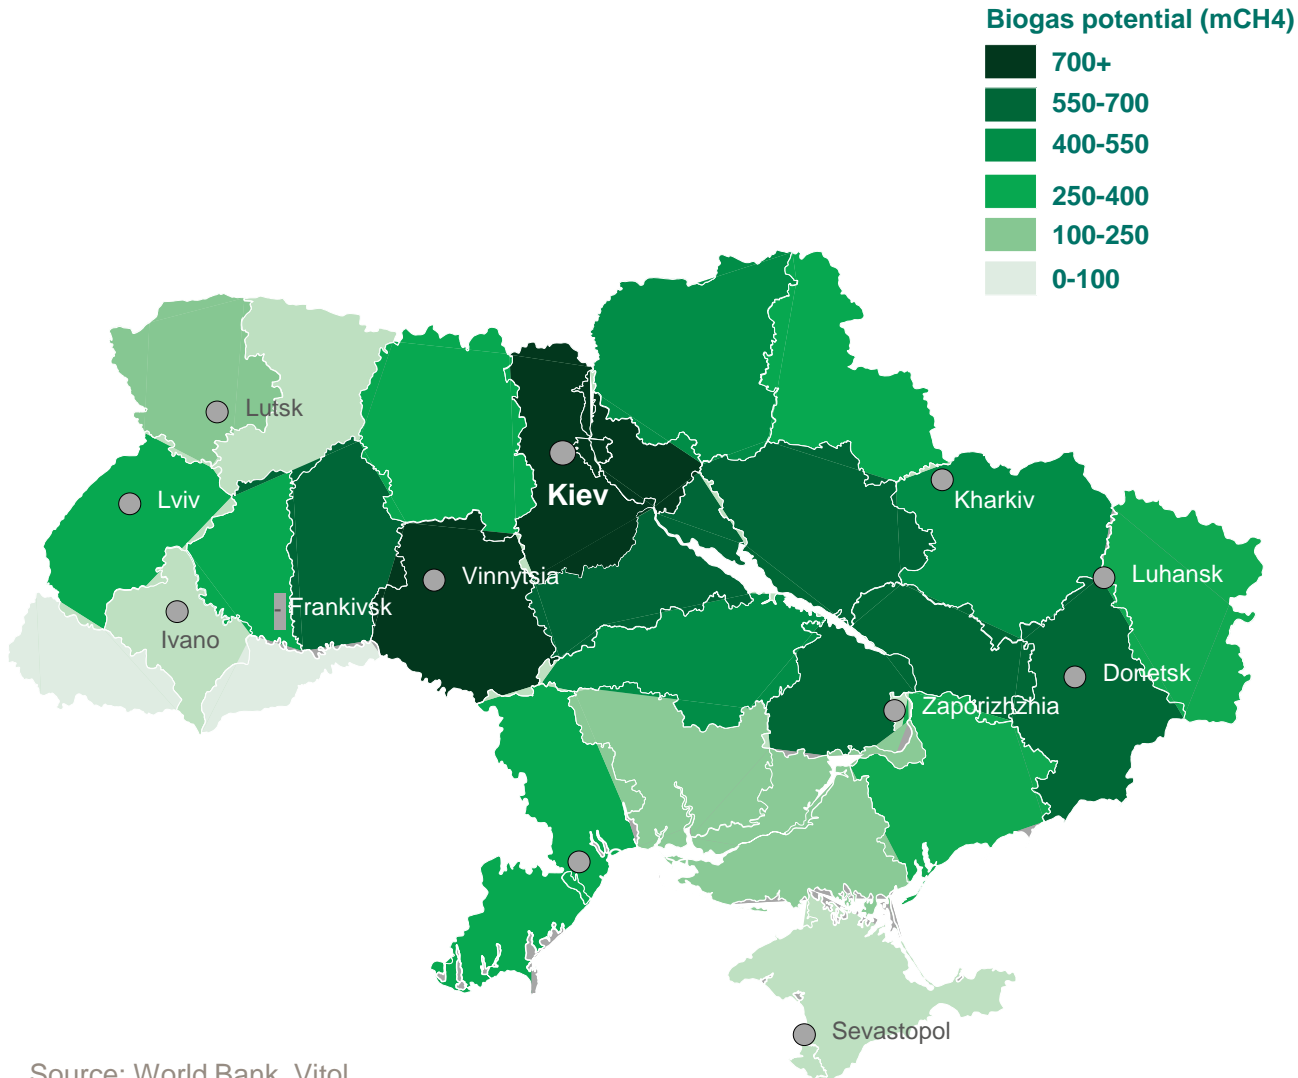 Biogas potential (mCH4)
700+
550-700
400-550
250-400
100-250
0-100
Lutsk
Lviv
Kiev
Kharkiv
Vinnytsia
Luhansk
-
Frankivsk
Ivano
Donetsk
Zaporizhzhia
Sevastopol
Source: World Bank, Vitol